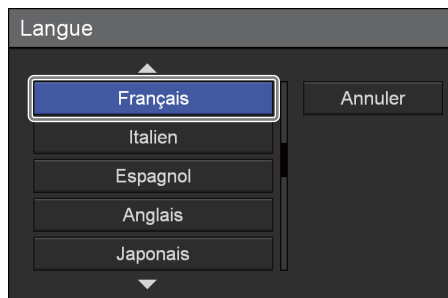 Langue
Français
Annuler
Italien
Espagnol
Anglais
Japonais